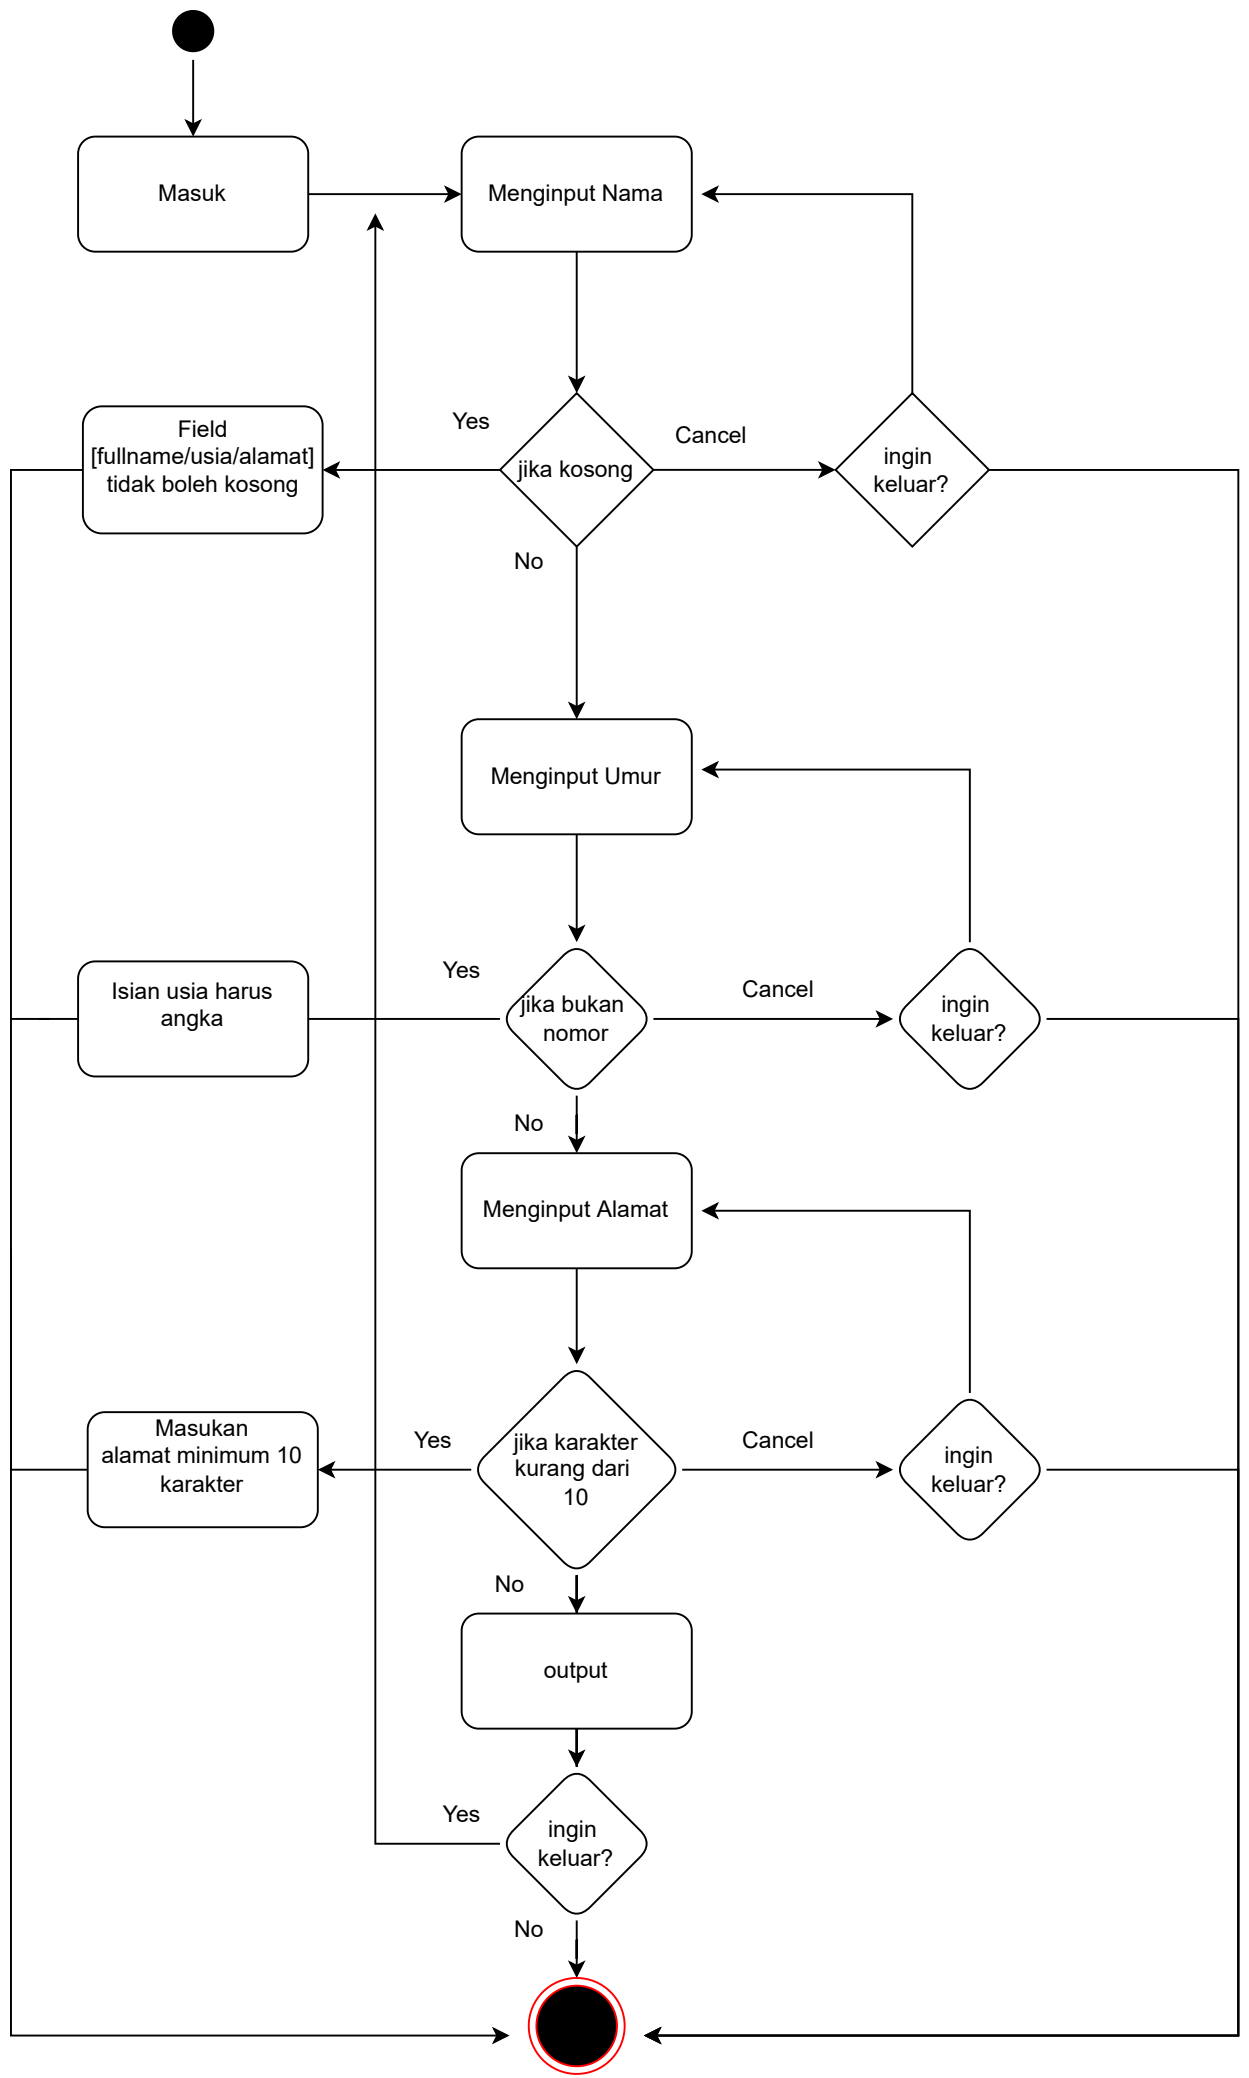 Masuk
Menginput Nama
Field
[fullname/usia/alamat]
tidak boleh kosong
Yes
jika kosong
Cancel
ingin
keluar?
No
Menginput Umur
Isian usia harus
angka
Yes
jika bukan
nomor
Cancel
ingin
keluar?
No
Menginput Alamat
Masukan
alamat minimum 10
karakter
Yes
jika karakter
kurang dari
10
Cancel
ingin
keluar?
No
output
Yes
ingin
keluar?
No